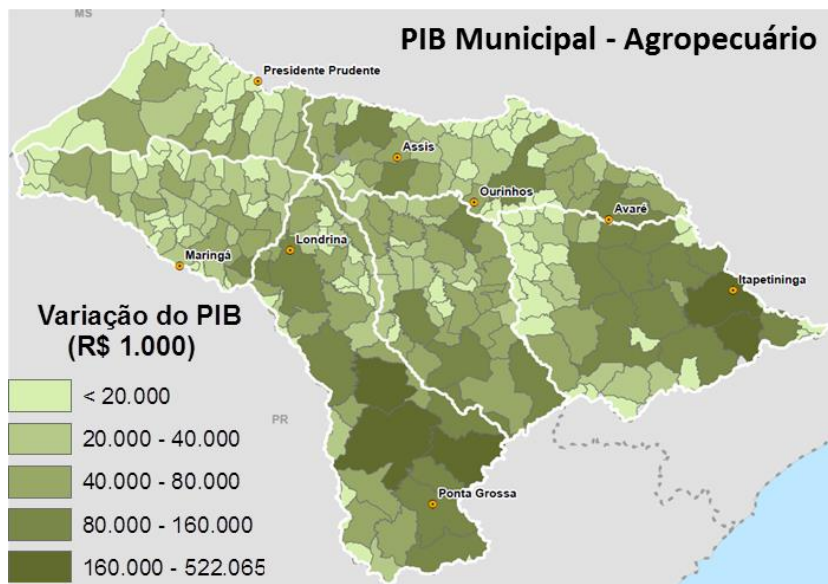 MS
PIB Municipal - Agropecuário
Presidente Prudente
Assis
Ourinhos
Avaré
Londrina
Maringá
Itapetininga
Variação do PIB
(R$ 1.000)
< 20.000
20.000 - 40.000
PR
40.000 - 80.000
80.000 - 160.000
Ponta Grossa
160.000 - 522.065